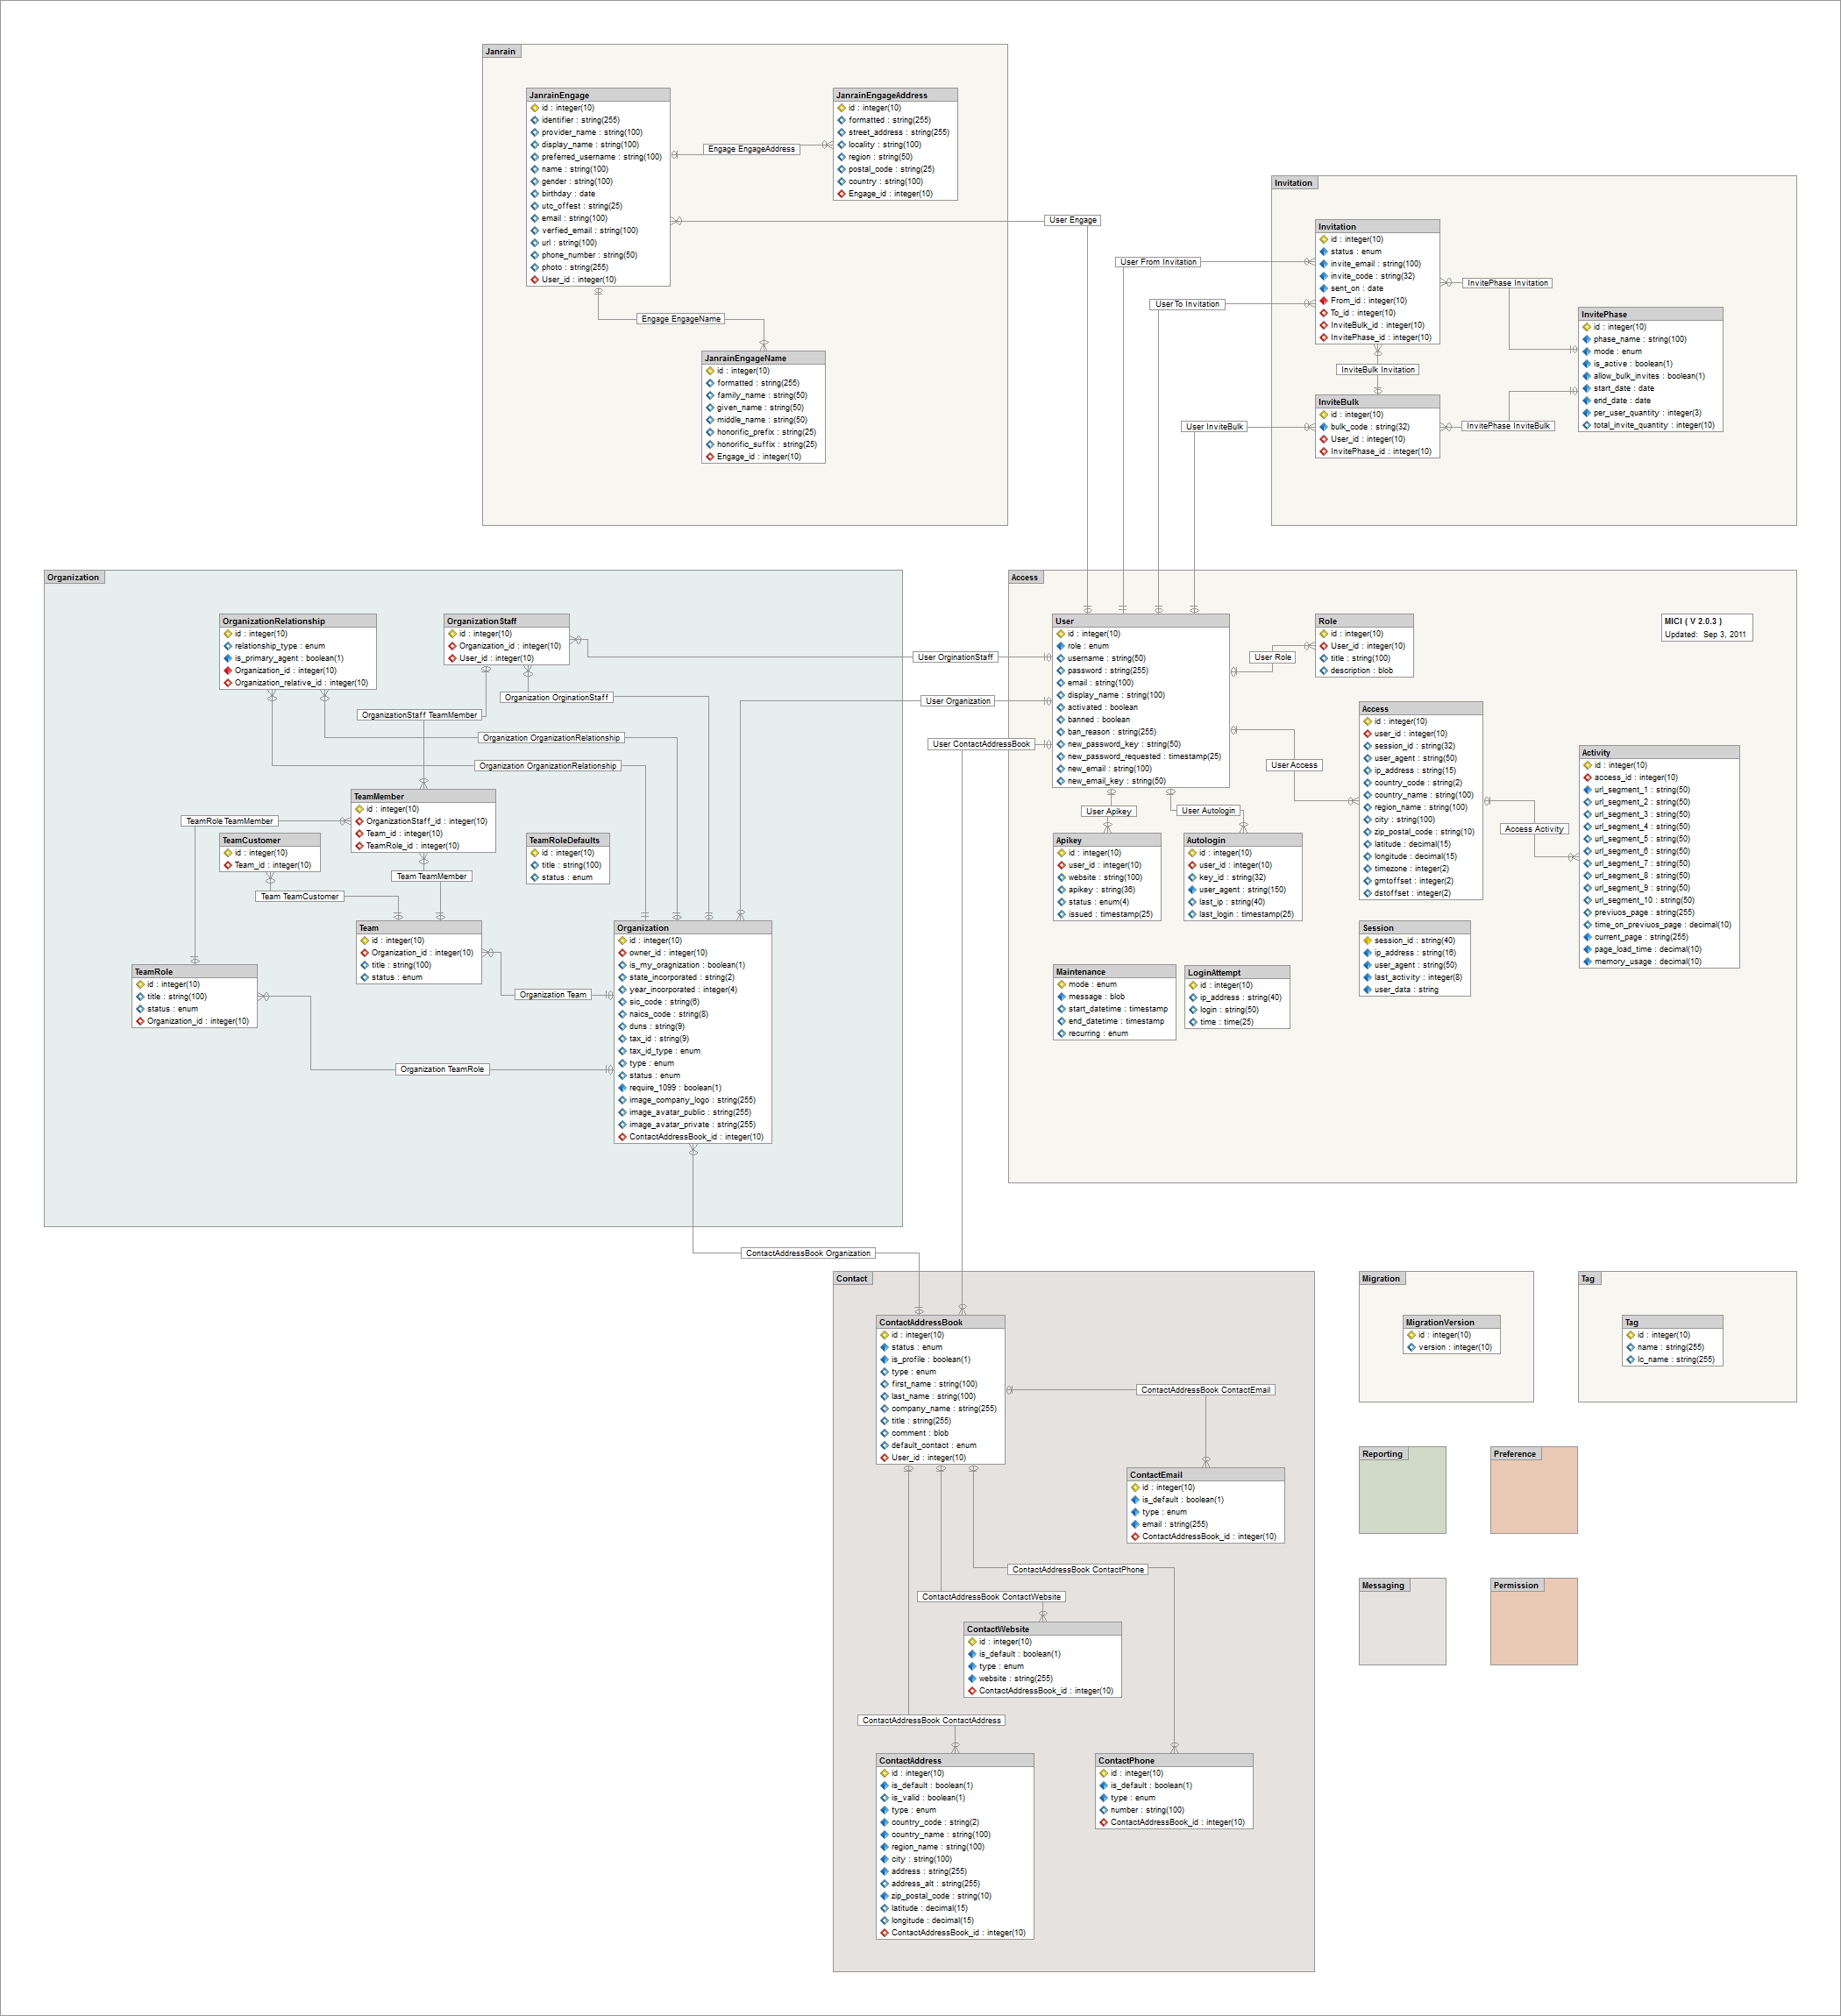 Janrain
JanrainEngage
id : integer(10)
identifier : string(255)
provider_name : string(100)
display_name : string(100)
preferred_username : string(100)
name : string(100)
gender : string(100)
birthday : date
utc_offest : string(25)
email : string(100)
verfied_email : string(100)
url : string(100)
phone_number : string(50)
photo : string(255)
User_id : integer(10)
Engage EngageAddress
JanrainEngageAddress
id : integer(10)
formatted : string(255)
street_address : string(255)
locality : string(100)
region : string(50)
postal_code : string(25)
country : string(100)
Engage_id : integer(10)
User Engage
Engage EngageName
JanrainEngageName
id : integer(10)
formatted : string(255)
family_name : string(50)
given_name : string(50)
middle_name : string(50)
honorific_prefix : string(25)
honorific_suffix : string(25)
Engage_id : integer(10)
Invitation
Invitation
id : integer(10)
status : enum
invite_email : string(100)
invite_code : string(32)
sent_on : date
From_id : integer(10)
To_id : integer(10)
InviteBulk_id : integer(10)
InvitePhase_id : integer(10)
User From Invitation
User To Invitation
InvitePhase Invitation
InvitePhase
id : integer(10)
phase_name : string(100)
mode : enum
is_active : boolean(1)
allow_bulk_invites : boolean(1)
start_date : date
end_date : date
per_user_quantity : integer(3)
total_invite_quantity : integer(10)
InviteBulk Invitation
InviteBulk
id : integer(10)
bulk_code : string(32)
User_id : integer(10)
InvitePhase_id : integer(10)
User InviteBulk
InvitePhase InviteBulk
Organization
OrganizationRelationship
id : integer(10)
relationship_type : enum
is_primary_agent : boolean(1)
Organization_id : integer(10)
Organization_relative_id : integer(10)
OrganizationStaff
id : integer(10)
Organization_id : integer(10)
User_id : integer(10)
User OrginationStaff
Organization OrginationStaff
User Organization
OrganizationStaff TeamMember
Organization OrganizationRelationship
User ContactAddressBook
Organization OrganizationRelationship
TeamMember
id : integer(10)
OrganizationStaff_id : integer(10)
Team_id : integer(10)
TeamRole_id : integer(10)
TeamRole TeamMember
TeamCustomer
id : integer(10)
Team_id : integer(10)
TeamRoleDefaults
id : integer(10)
title : string(100)
status : enum
Team TeamMember
Team TeamCustomer
Team
id : integer(10)
Organization_id : integer(10)
title : string(100)
status : enum
TeamRole
id : integer(10)
title : string(100)
status : enum
Organization_id : integer(10)
Organization Team
Organization TeamRole
Organization
id : integer(10)
owner_id : integer(10)
is_my_oragnization : boolean(1)
state_incorporated : string(2)
year_incorporated : integer(4)
sic_code : string(6)
naics_code : string(8)
duns : string(9)
tax_id : string(9)
tax_id_type : enum
type : enum
status : enum
require_1099 : boolean(1)
image_company_logo : string(255)
image_avatar_public : string(255)
image_avatar_private : string(255)
ContactAddressBook_id : integer(10)
Access
User
id : integer(10)
role : enum
username : string(50)
password : string(255)
email : string(100)
display_name : string(100)
activated : boolean
banned : boolean
ban_reason : string(255)
new_password_key : string(50)
new_password_requested : timestamp(25)
new_email : string(100)
new_email_key : string(50)
User Role
Role
id : integer(10)
User_id : integer(10)
title : string(100)
description : blob
MICI ( V 2.0.3 )
Updated: Sep 3, 2011
User Access
Access
id : integer(10)
user_id : integer(10)
session_id : string(32)
user_agent : string(50)
ip_address : string(15)
country_code : string(2)
country_name : string(100)
region_name : string(100)
city : string(100)
zip_postal_code : string(10)
latitude : decimal(15)
longitude : decimal(15)
timezone : integer(2)
gmtoffset : integer(2)
dstoffset : integer(2)
Access Activity
Activity
id : integer(10)
access_id : integer(10)
url_segment_1 : string(50)
url_segment_2 : string(50)
url_segment_3 : string(50)
url_segment_4 : string(50)
url_segment_5 : string(50)
url_segment_6 : string(50)
url_segment_7 : string(50)
url_segment_8 : string(50)
url_segment_9 : string(50)
url_segment_10 : string(50)
previuos_page : string(255)
time_on_previuos_page : decimal(10)
current_page : string(255)
page_load_time : decimal(10)
memory_usage : decimal(10)
User Apikey
User Autologin
Apikey
id : integer(10)
user_id : integer(10)
website : string(100)
apikey : string(36)
status : enum(4)
issued : timestamp(25)
Autologin
id : integer(10)
user_id : integer(10)
key_id : string(32)
user_agent : string(150)
last_ip : string(40)
last_login : timestamp(25)
Session
session_id : string(40)
ip_address : string(16)
user_agent : string(50)
last_activity : integer(8)
user_data : string
Maintenance
mode : enum
message : blob
start_datetime : timestamp
end_datetime : timestamp
recurring : enum
LoginAttempt
id : integer(10)
ip_address : string(40)
login : string(50)
time : time(25)
ContactAddressBook Organization
Contact
ContactAddressBook
id : integer(10)
status : enum
is_profile : boolean(1)
type : enum
first_name : string(100)
last_name : string(100)
company_name : string(255)
title : string(255)
comment : blob
default_contact : enum
User_id : integer(10)
ContactAddressBook ContactEmail
ContactEmail
id : integer(10)
is_default : boolean(1)
type : enum
email : string(255)
ContactAddressBook_id : integer(10)
ContactAddressBook ContactPhone
ContactAddressBook ContactWebsite
ContactWebsite
id : integer(10)
is_default : boolean(1)
type : enum
website : string(255)
ContactAddressBook_id : integer(10)
ContactAddressBook ContactAddress
ContactAddress
id : integer(10)
is_default : boolean(1)
is_valid : boolean(1)
type : enum
country_code : string(2)
country_name : string(100)
region_name : string(100)
city : string(100)
address : string(255)
address_alt : string(255)
zip_postal_code : string(10)
latitude : decimal(15)
longitude : decimal(15)
ContactAddressBook_id : integer(10)
ContactPhone
id : integer(10)
is_default : boolean(1)
type : enum
number : string(100)
ContactAddressBook_id : integer(10)
Migration
MigrationVersion
id : integer(10)
version : integer(10)
Tag
Tag
id : integer(10)
name : string(255)
lc_name : string(255)
Reporting
Preference
Messaging
Permission